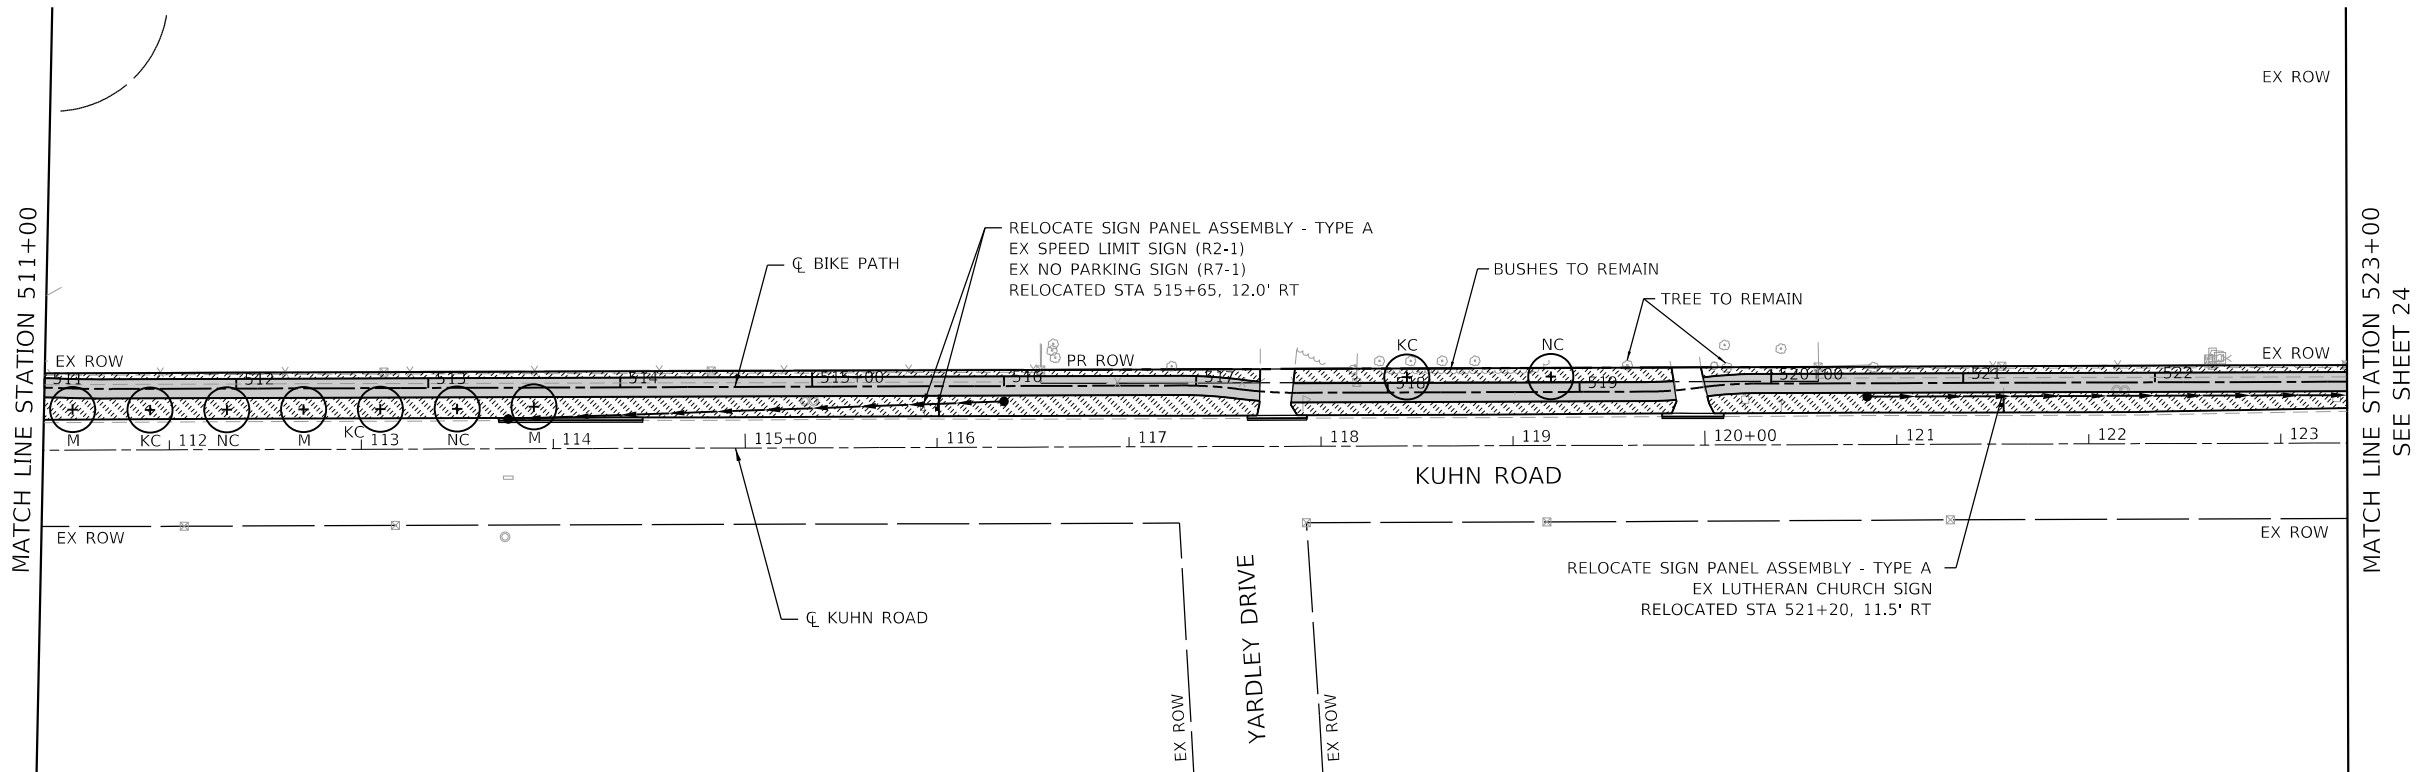 EX ROW
MATCH LINE STATION 511+00
MATCH LINE STATION 523+00
SEE SHEET 24
RELOCATE SIGN PANEL ASSEMBLY - TYPE A
EX SPEED LIMIT SIGN (R2-1)
EX NO PARKING SIGN (R7-1)
RELOCATED STA 515+65, 12.0' RT
℄ BIKE PATH
BUSHES TO REMAIN
TREE TO REMAIN
KC
NC
EX ROW
PR ROW
EX ROW
511
512
513
514
515+00
516
517
518
519
520+00
521
522
M
KC
112
NC
M
KC
113
NC
M
114
115+00
116
117
118
119
120+00
121
122
123
KUHN ROAD
EX ROW
EX ROW
YARDLEY DRIVE
EX ROW
EX ROW
℄ KUHN ROAD
RELOCATE SIGN PANEL ASSEMBLY - TYPE A
EX LUTHERAN CHURCH SIGN
RELOCATED STA 521+20, 11.5' RT